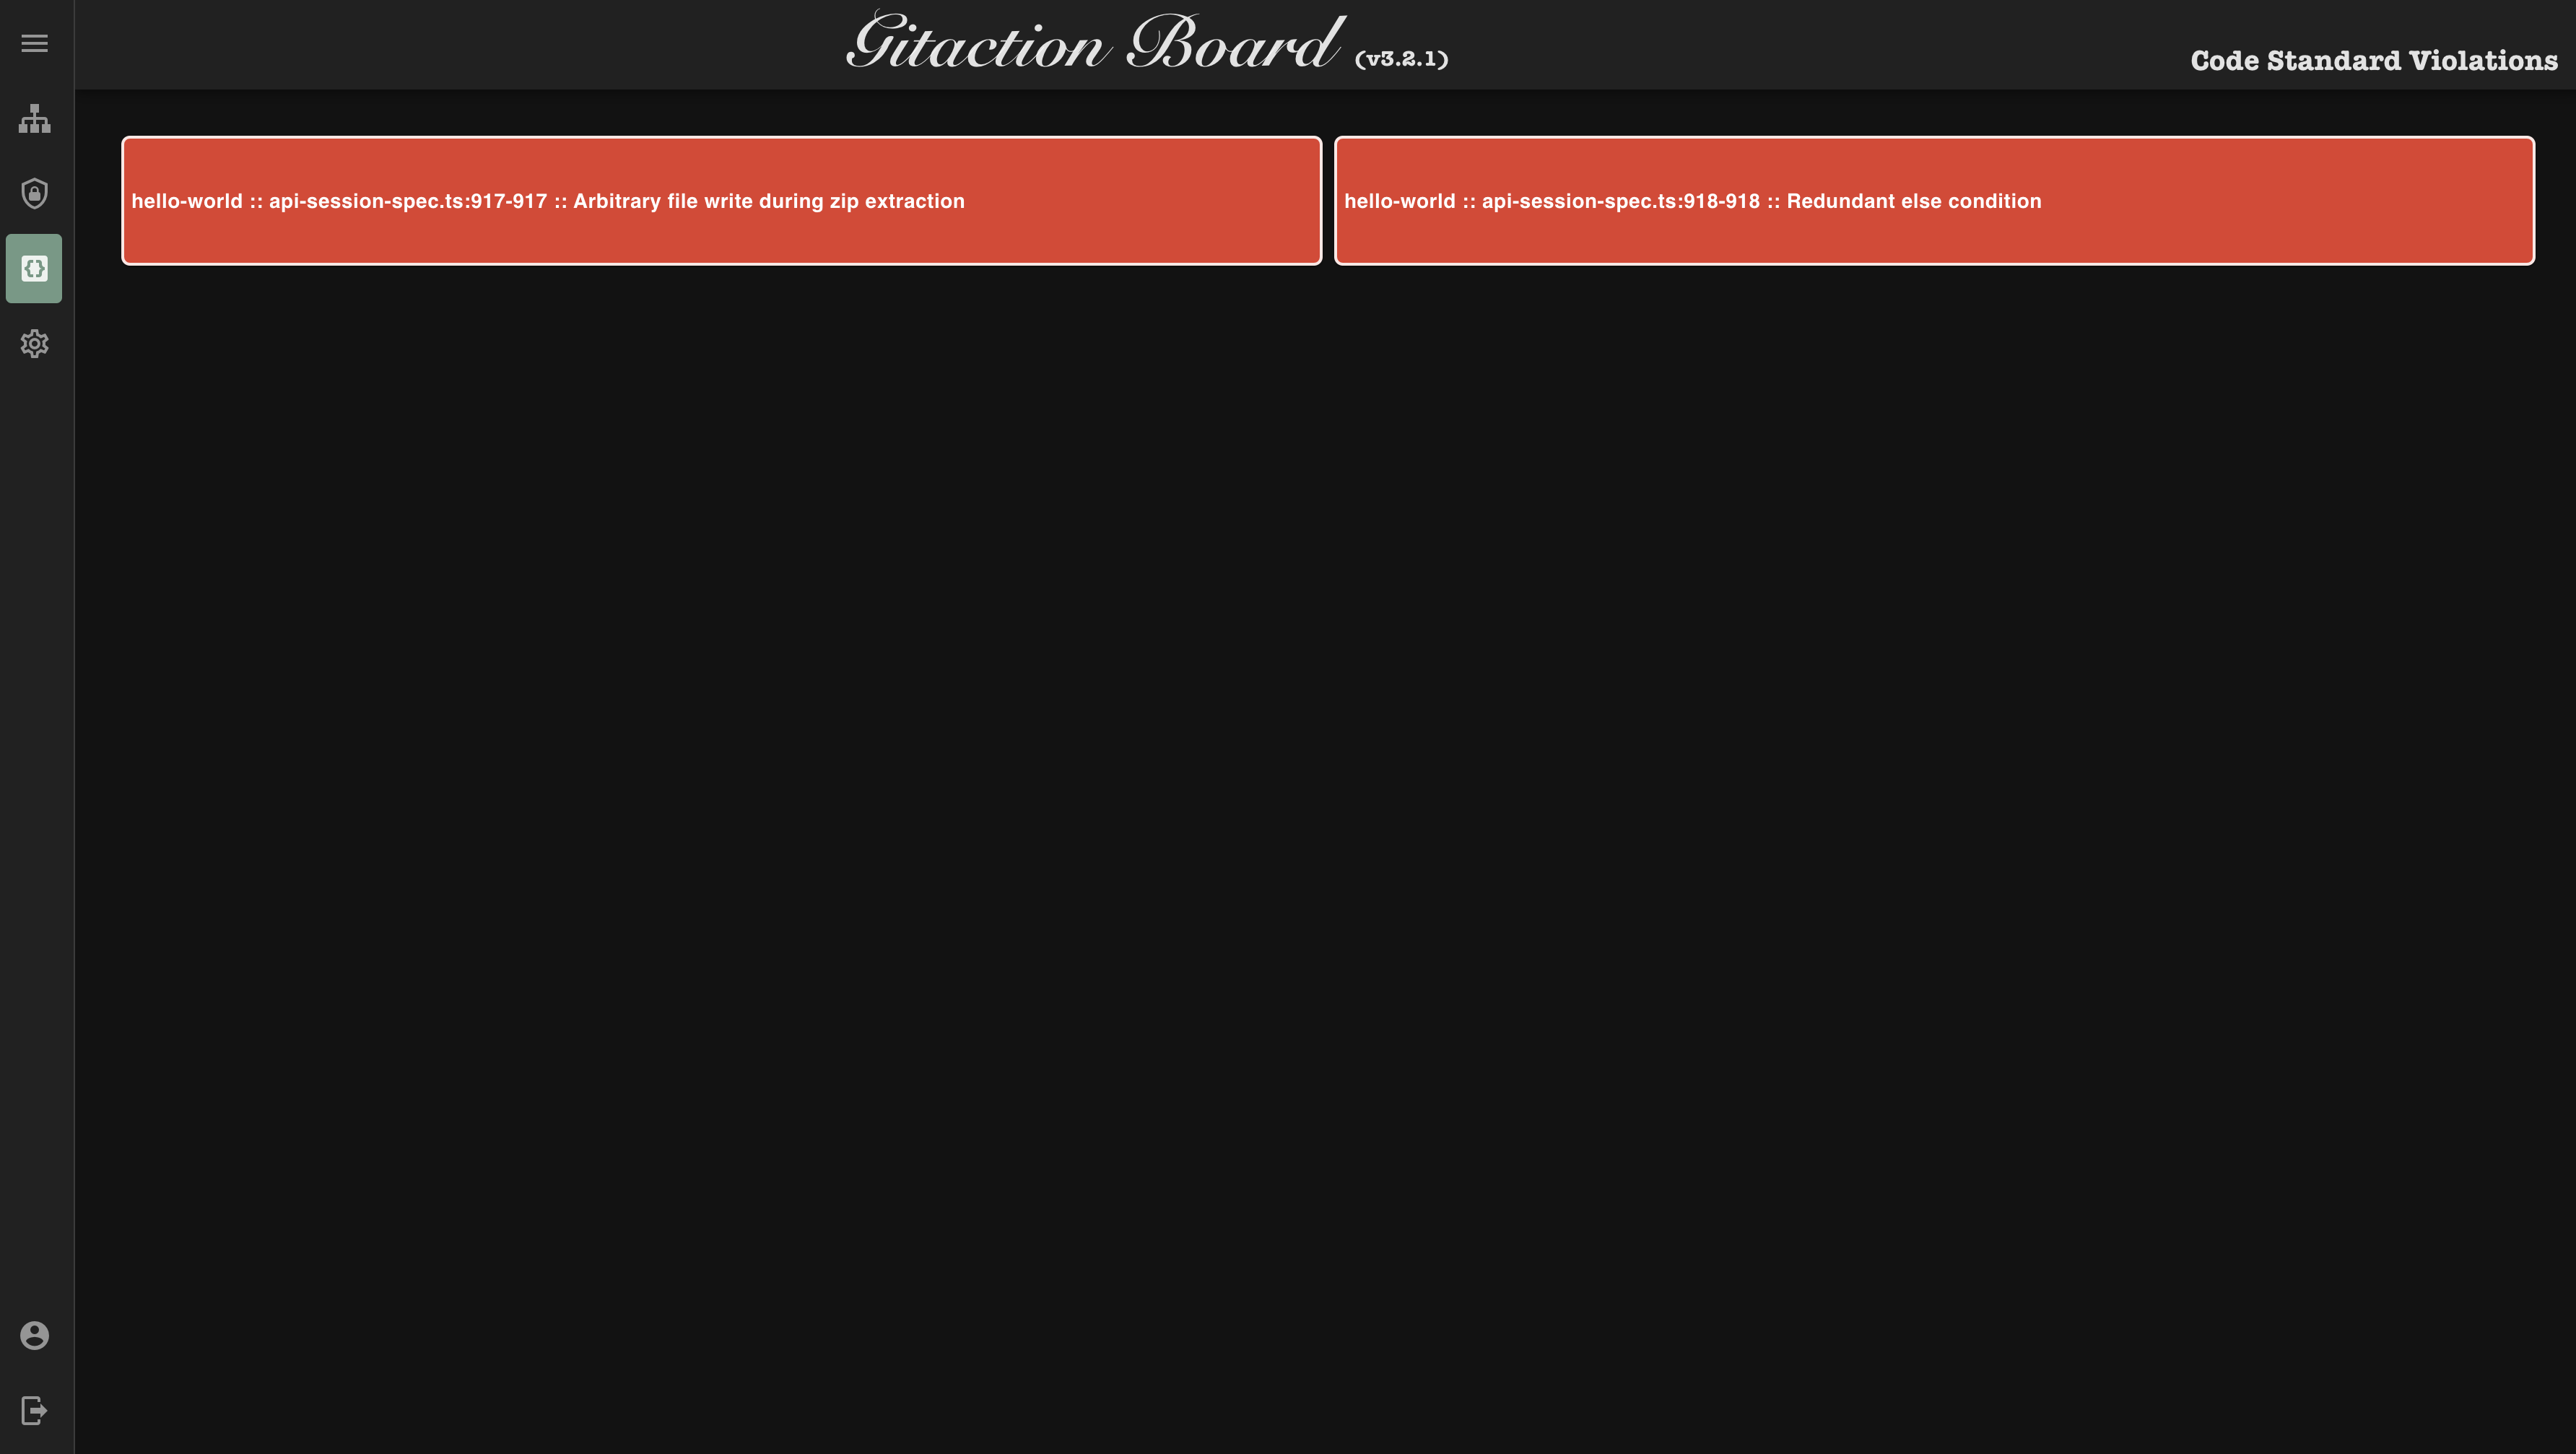 Gitaction Board (v3.2.1)
Code Standard Violations
hello-world :: api-session-spec.ts:917-917 :: Arbitrary file write during zip extraction
hello-world :: api-session-spec.ts:918-918 :: Redundant else condition